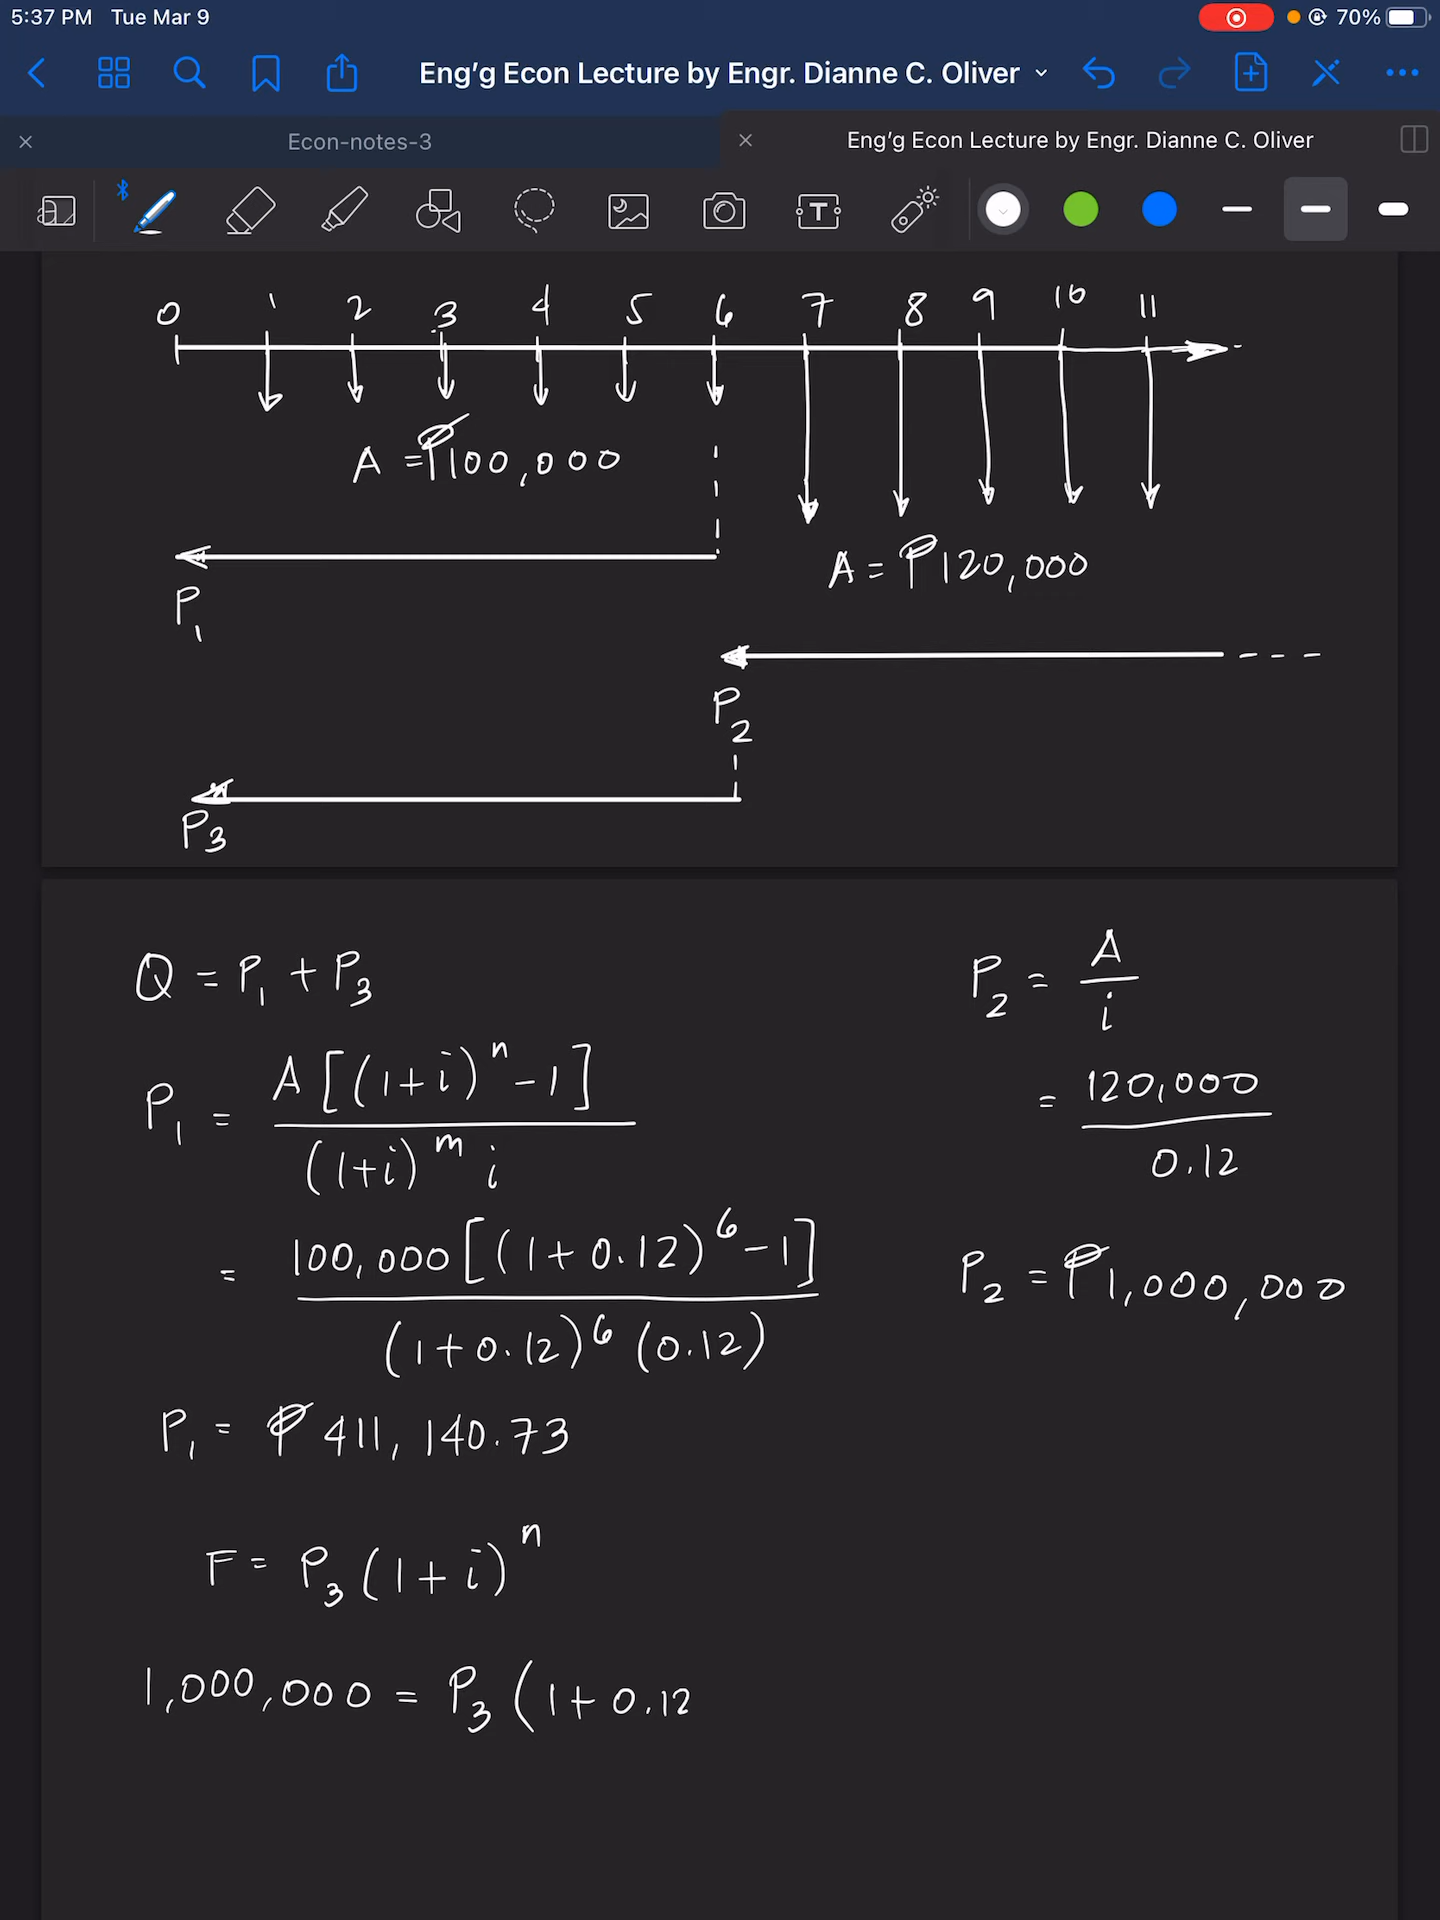 5:37 PM Tue Mar 9
70%
Eng'g Econ Lecture by Engr. Dianne C. Oliver
Econ-notes-3
Eng'g Econ Lecture by Engr. Dianne C. Oliver
0 1 2 3 4 5 6 7 8 9 10 11
A = ₱100,000
A = ₱120,000
P₁
P₂
P₃
Q = P₁ + P₃
P₁ = A[(1+i)ⁿ-1] / (1+i)ᵐ i
= 100,000[(1+0.12)⁶-1] / (1+0.12)⁶ (0.12)
P₁ = ₱411,140.73
F = P₃(1+i)ⁿ
1,000,000 = P₃(1+0.12
P₂ = A / i
= 120,000 / 0.12
P₂ = ₱1,000,000